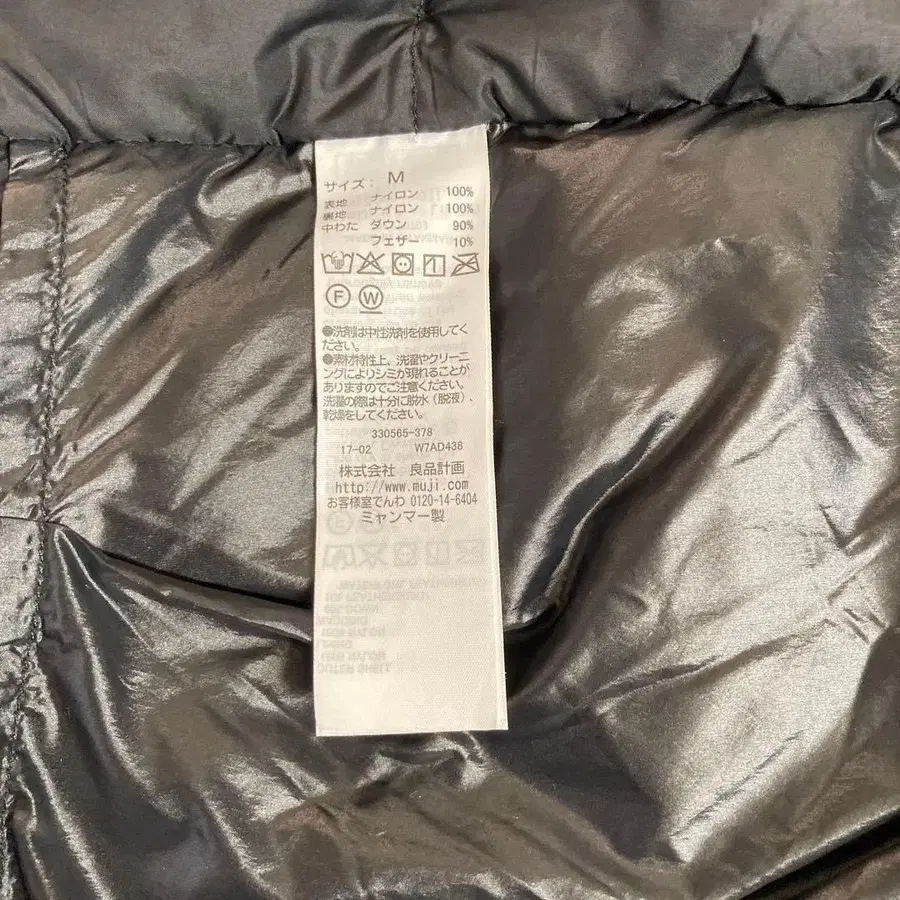 サイズ： M
表地 ナイロン 100%
裏地 ナイロン 100%
中わた ダウン 90%
フェザー 10%
F W
●洗剤は中性洗剤を使用してく
ださい。
●素材特性上、洗濯やクリーニ
ングによりシミが現れることが
ありますのでご注意ください。
洗濯の際は十分に脱水（脱液）、
乾燥をしてください。
330565-378
17-02 W7AD438
株式会社 良品計画
http://www.muji.com
お客様室でんわ 0120-14-6404
ミャンマー製